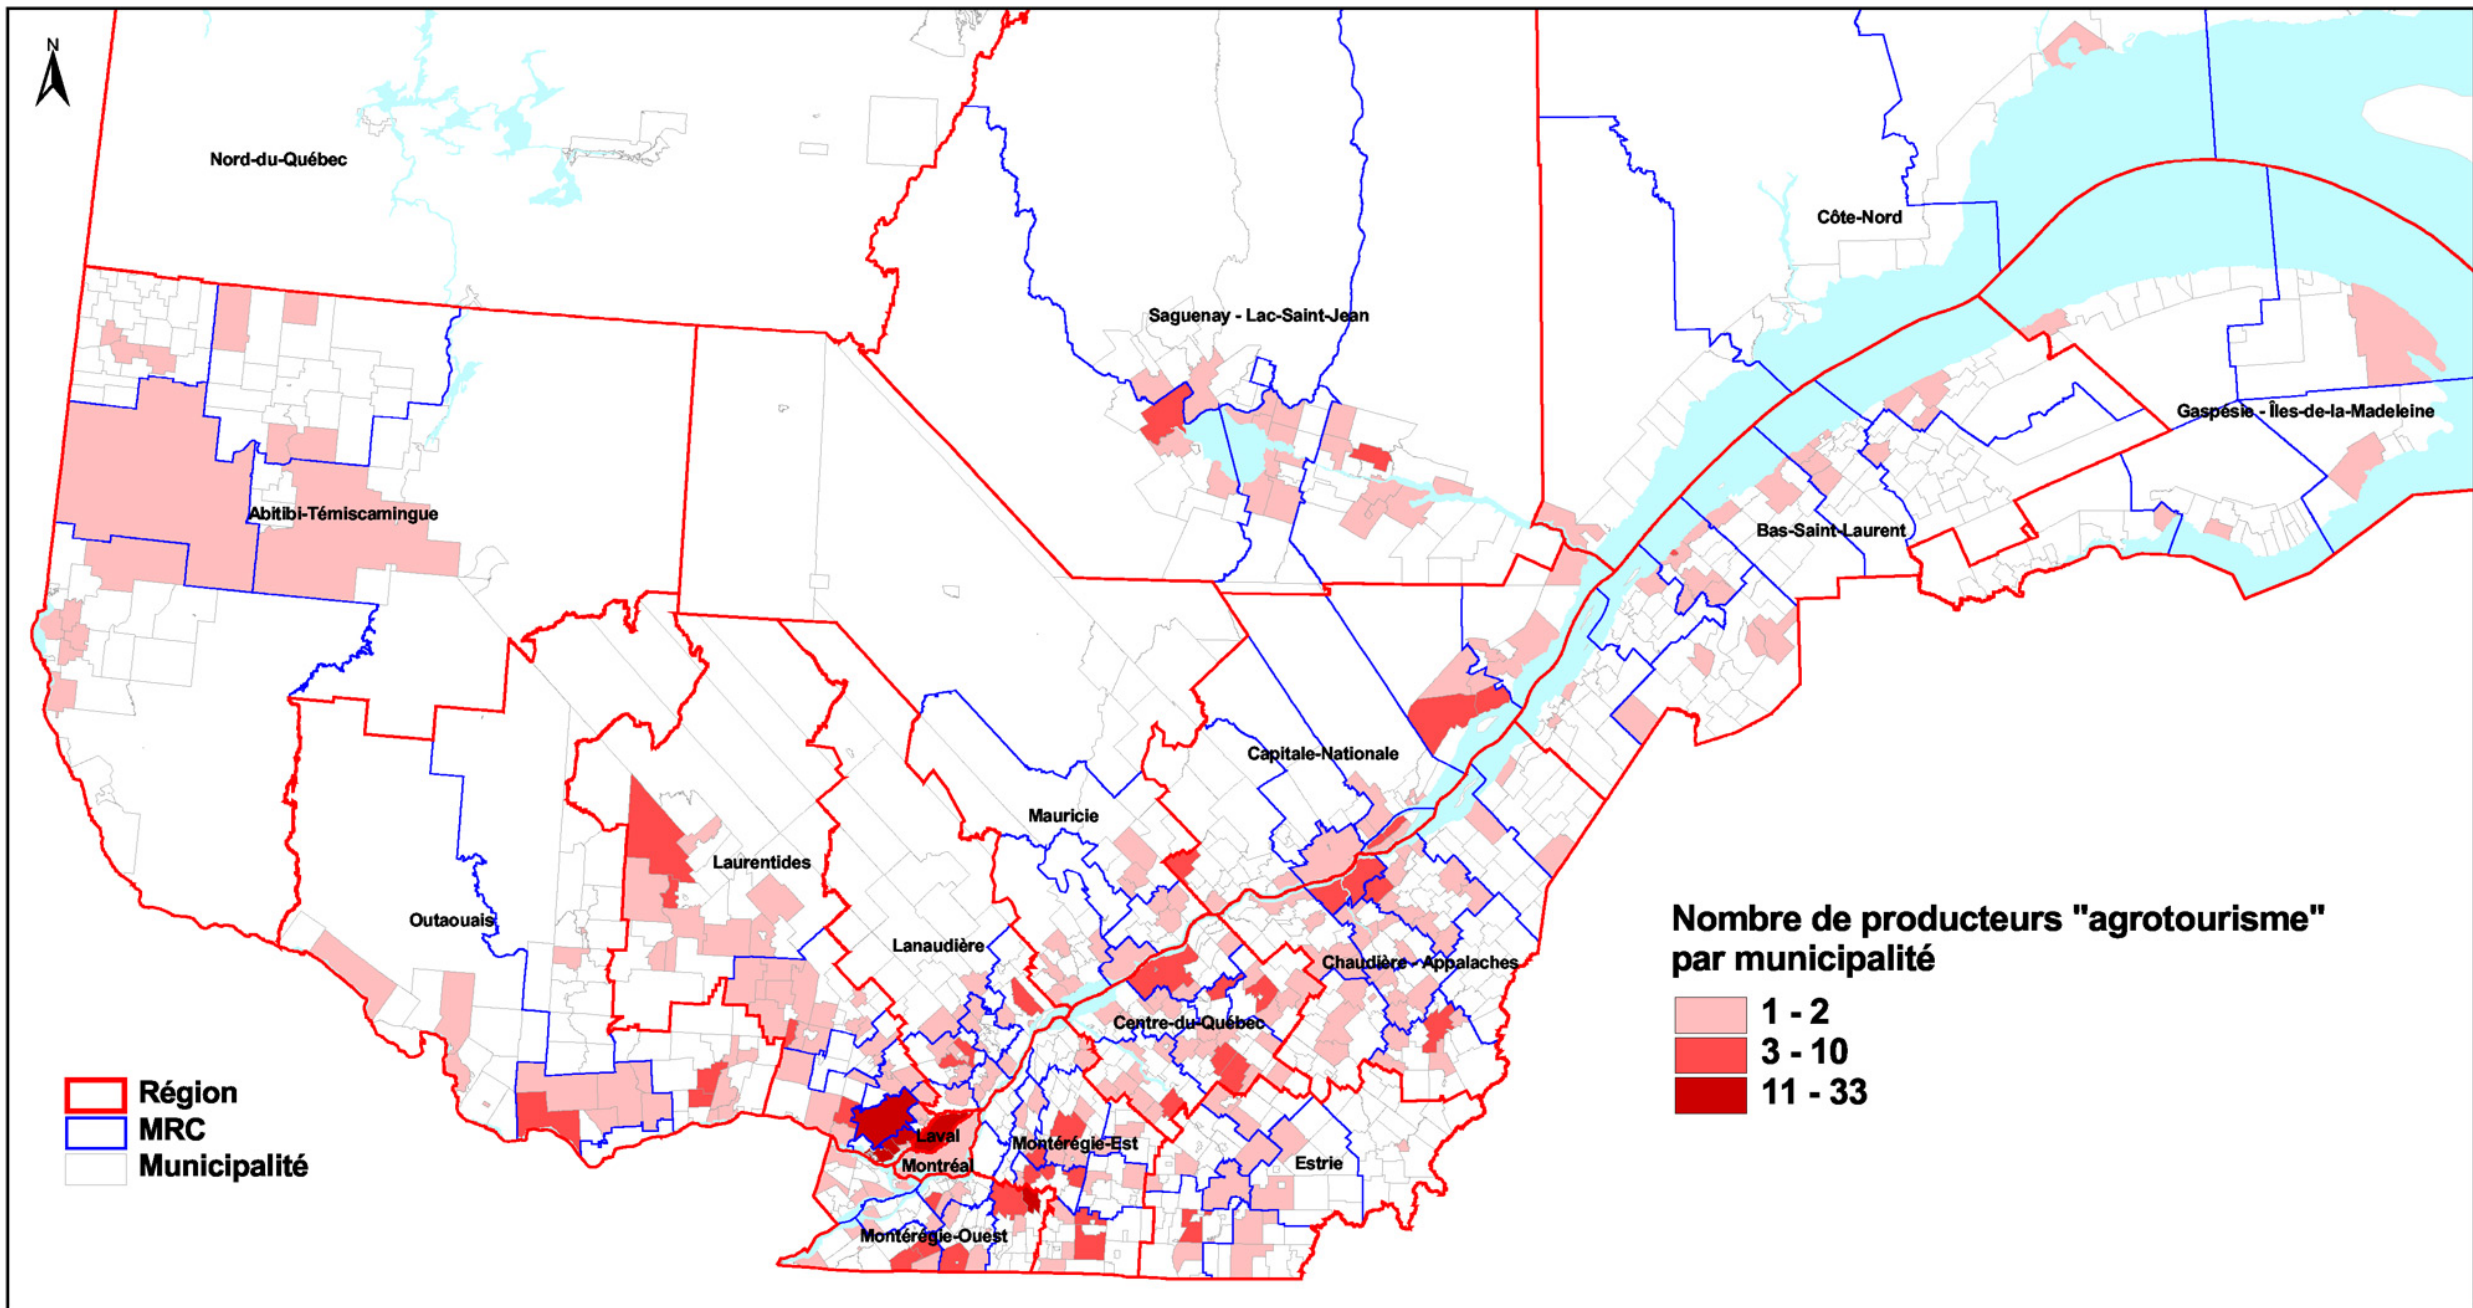 N
Nord-du-Québec
Côte-Nord
Saguenay - Lac-Saint-Jean
Gaspésie - Îles-de-la-Madeleine
Abitibi-Témiscamingue
Bas-Saint-Laurent
Capitale-Nationale
Mauricie
Laurentides
Outaouais
Lanaudière
Chaudière - Appalaches
Centre-du-Québec
Laval
Montérégie-Est
Montréal
Estrie
Montérégie-Ouest
Nombre de producteurs "agrotourisme"
par municipalité
1 - 2
3 - 10
11 - 33
Région
MRC
Municipalité